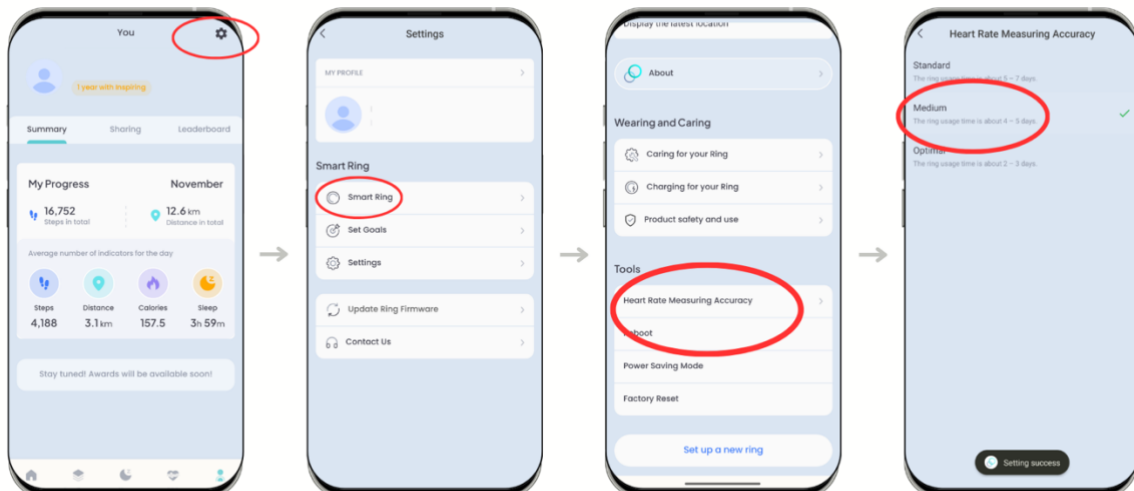 You
1 year with inspiring
Summary
Sharing
Leaderboard
My Progress
November
16,752
Steps in total
12.6 km
Distance in total
Average number of indicators for the day
Steps
Distance
Calories
Sleep
4,188
3.1 km
157.5
3h 59m
Stay tuned! Awards will be available soon!
Settings
MY PROFILE
/
/
Smart Ring
Smart Ring
Set Goals
Settings
Update Ring Firmware
Contact Us
Display the latest location
About
Wearing and Caring
Caring for your Ring
Charging for your Ring
Product safety and use
Tools
Heart Rate Measuring Accuracy
Reboot
Power Saving Mode
Factory Reset
Set up a new ring
Heart Rate Measuring Accuracy
Standard
The ring usage time is about 5 – 7 days.
Medium
The ring usage time is about 4 – 5 days.
Optimal
The ring usage time is about 2 – 3 days.
Setting success